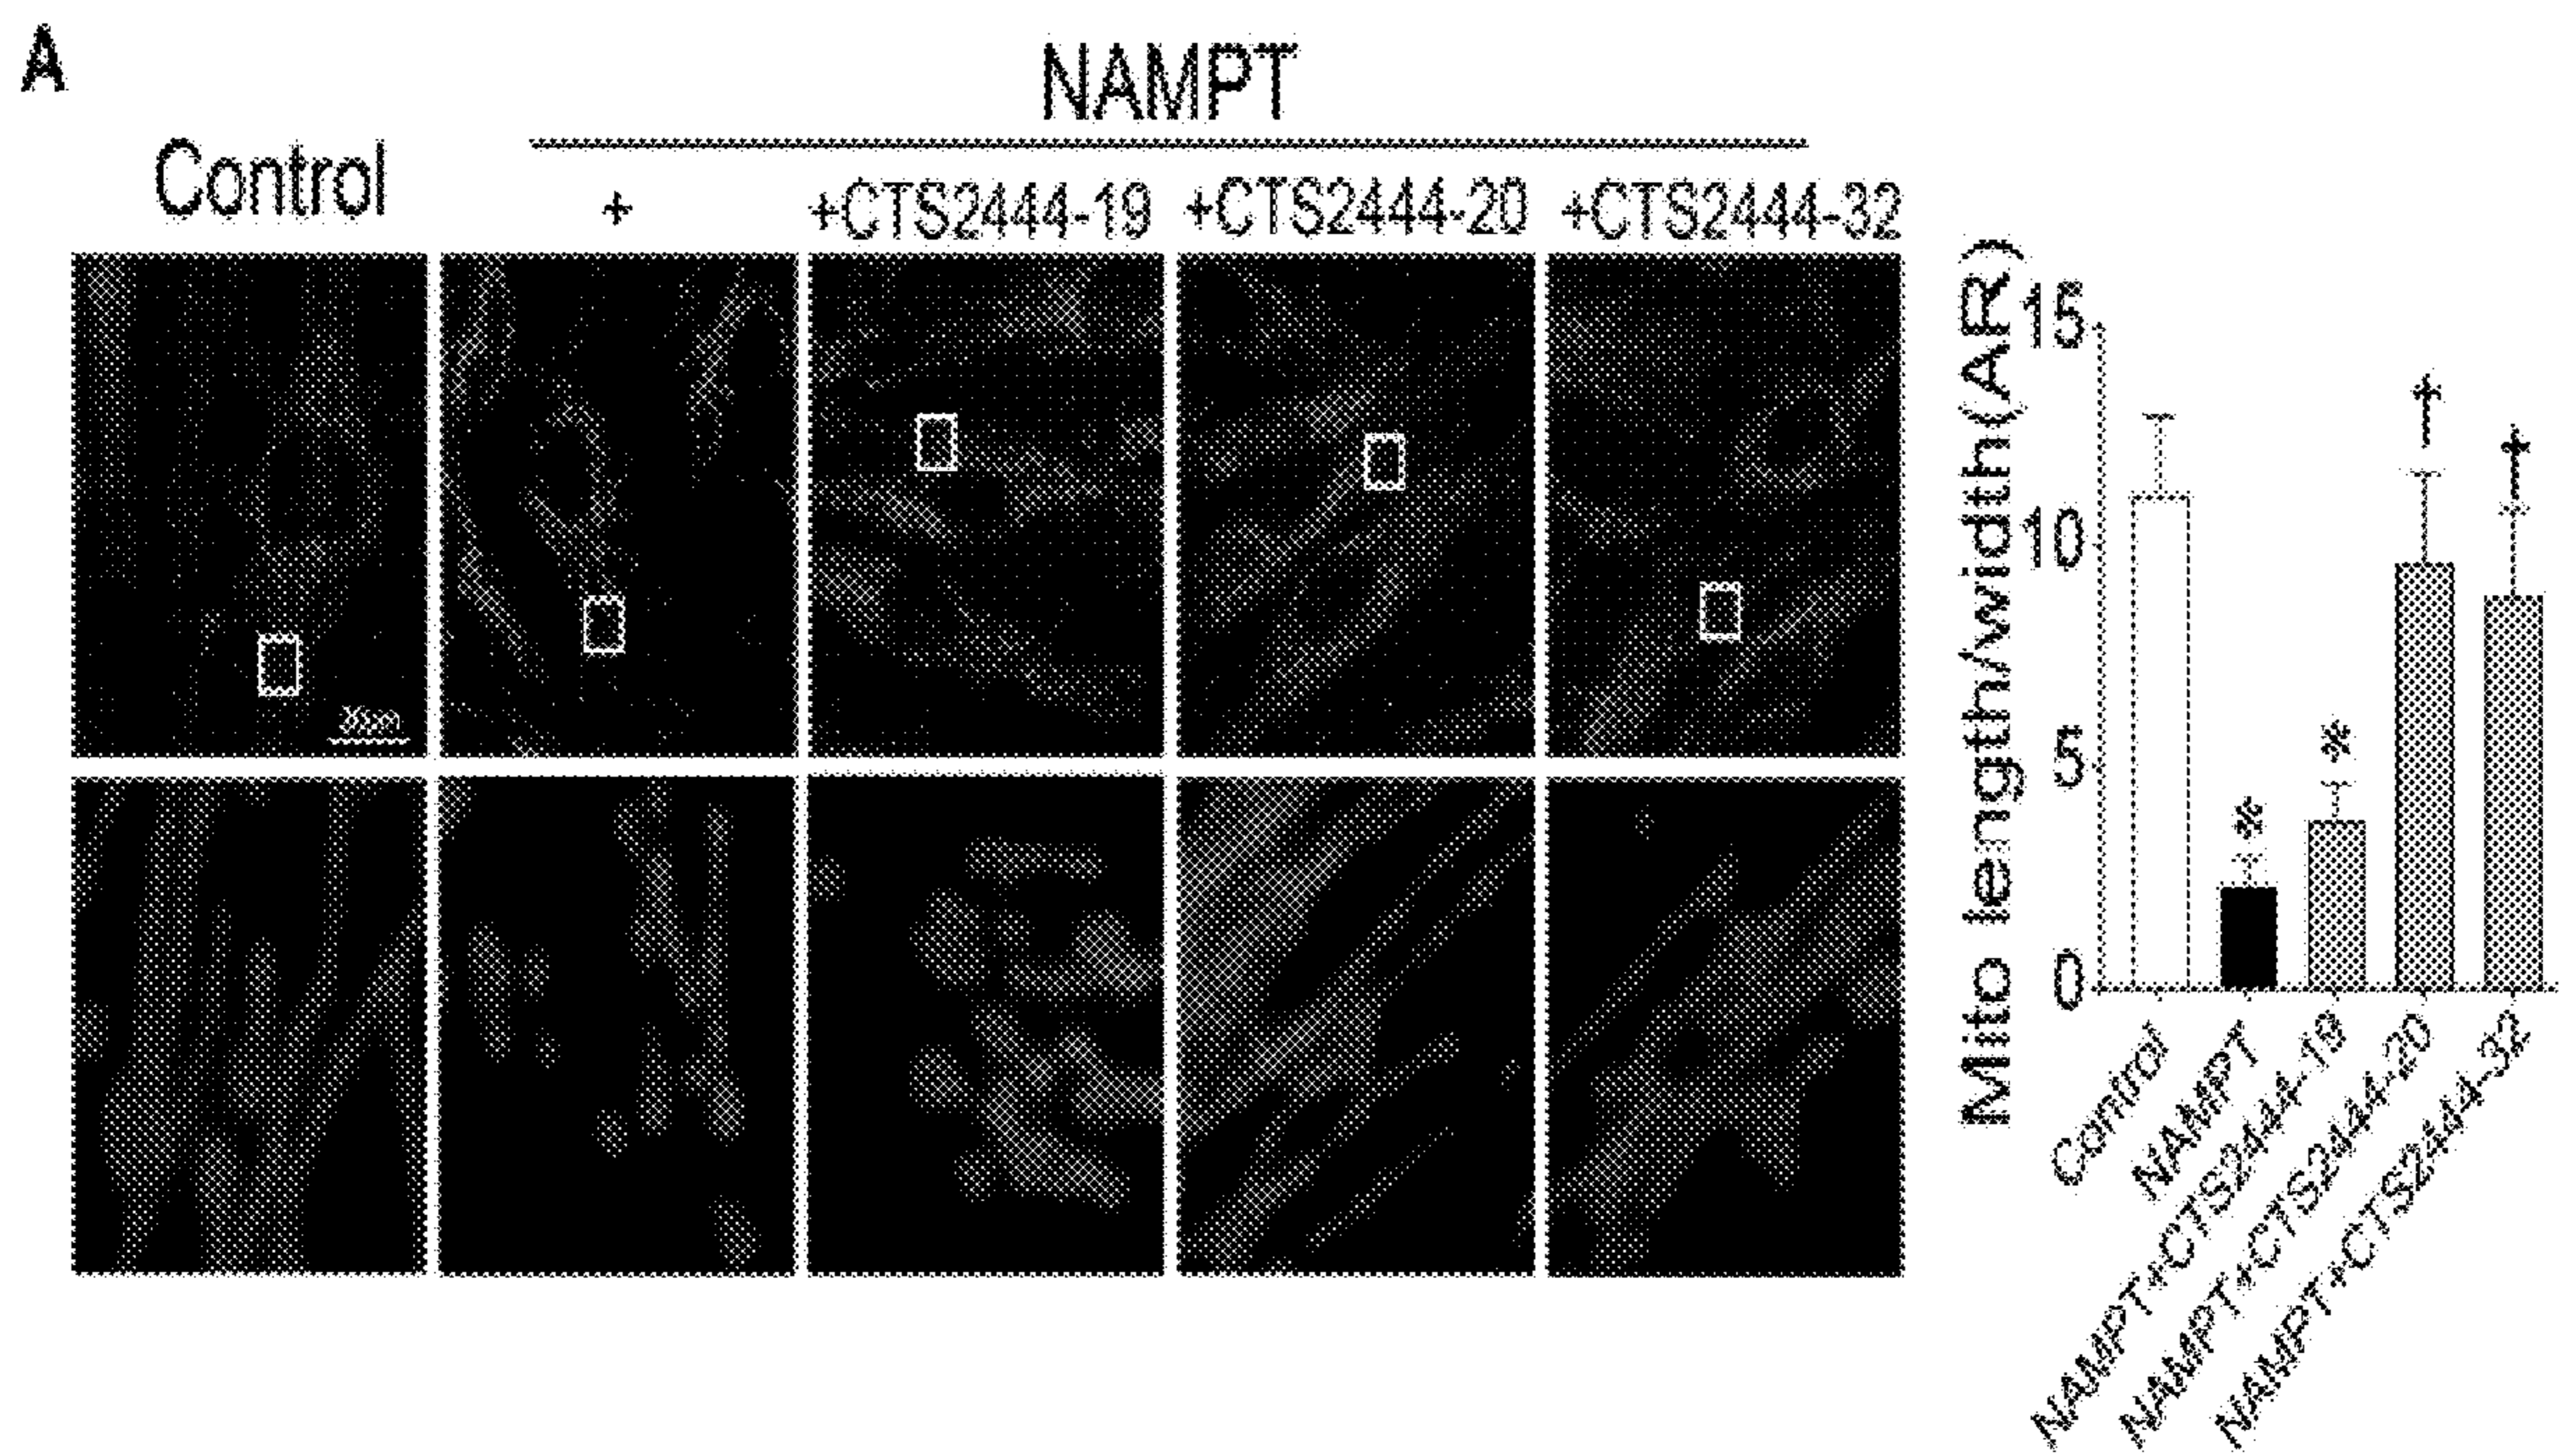 A
NAMPT
Control
+
+CTS2444-19
+CTS2444-20
+CTS2444-32
Mito length/width(AR)
15
10
5
0
†
†
*
*
Control
NAMPT
NAMPT+CTS2444-19
NAMPT+CTS2444-20
NAMPT+CTS2444-32